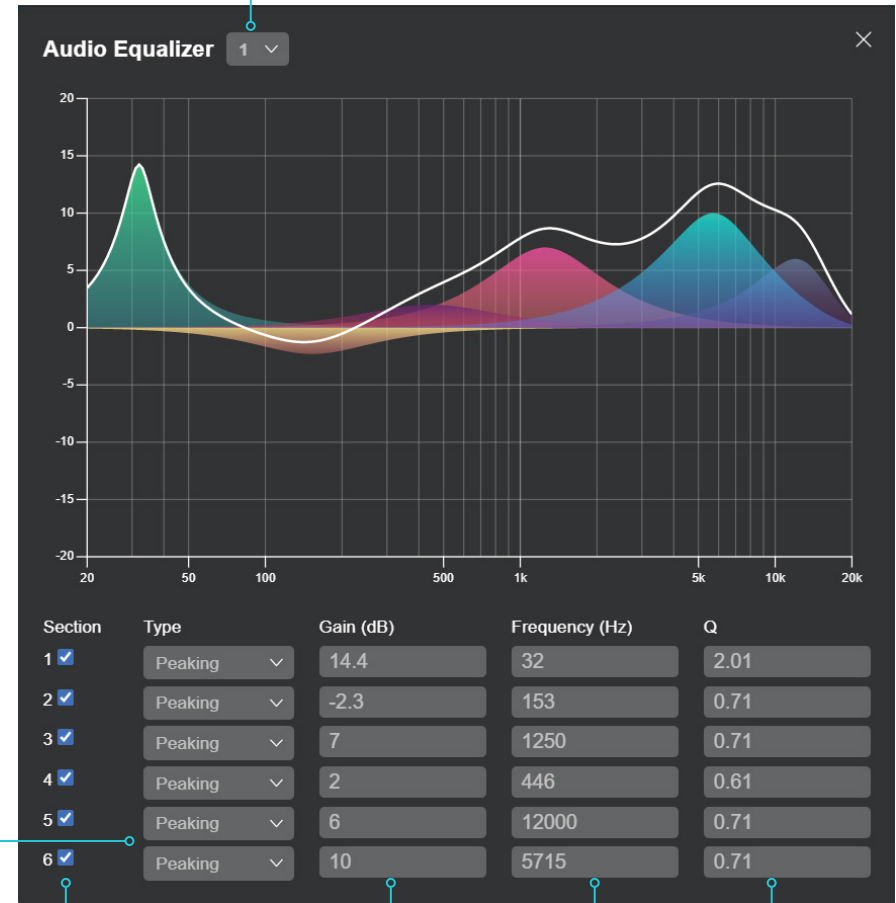 Audio Equalizer 1
20
15
10
5
0
-5
-10
-15
-20
20 50 100 500 1k 5k 10k 20k
Section Type Gain (dB) Frequency (Hz) Q
1 Peaking 14.4 32 2.01
2 Peaking -2.3 153 0.71
3 Peaking 7 1250 0.71
4 Peaking 2 446 0.61
5 Peaking 6 12000 0.71
6 Peaking 10 5715 0.71